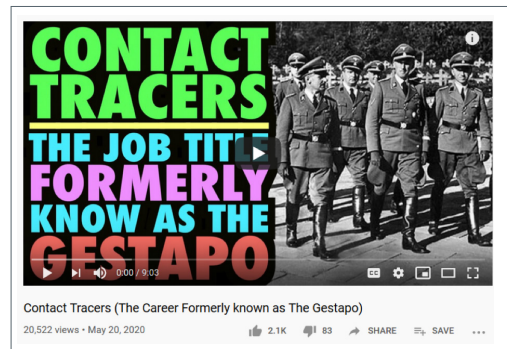 CONTACT
TRACERS
THE JOB TITLE
FORMERLY
KNOW AS THE
GESTAPO
0:00 / 9:03
CC
Contact Tracers (The Career Formerly known as The Gestapo)
20,522 views • May 20, 2020 2.1K 83 SHARE SAVE